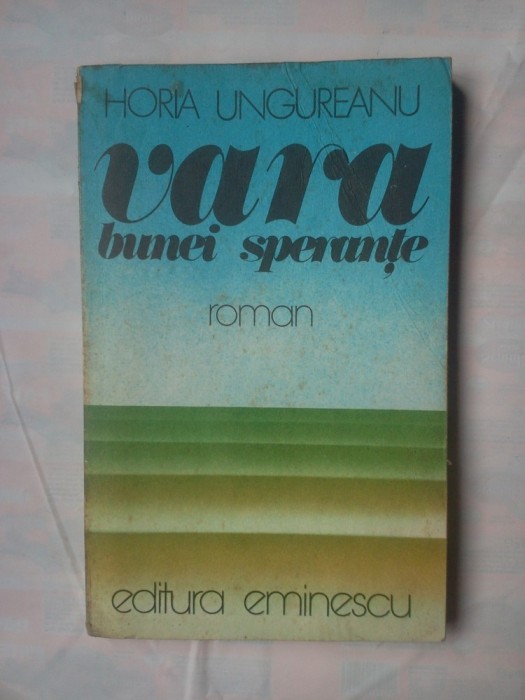 HORIA UNGUREANU
vara
bunei speranțe
roman
editura eminescu